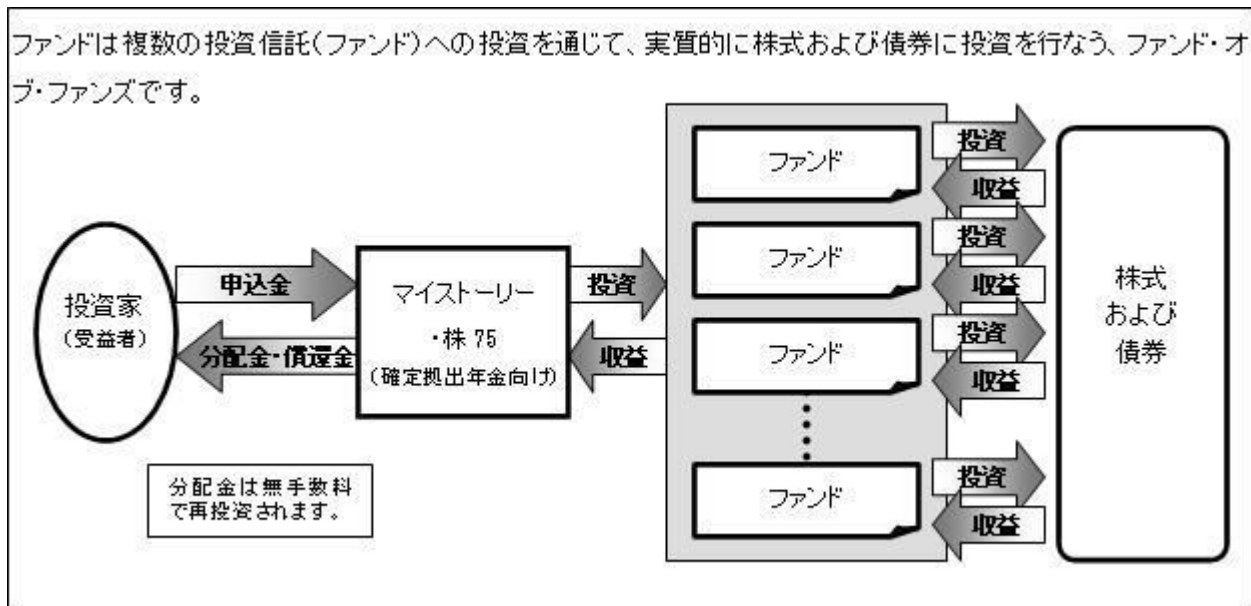 ファンドは複数の投資信託(ファンド)への投資を通じて、実質的に株式および債券に投資を行なう、ファンド・オ
ブ・ファンズです。
投資家
(受益者)
申込金
分配金・償還金
マイストーリー
・株 75
(確定拠出年金向け)
投資
収益
ファンド
投資
収益
ファンド
投資
収益
ファンド
投資
収益
ファンド
投資
収益
株式
および
債券
分配金は無手数料
で再投資されます。